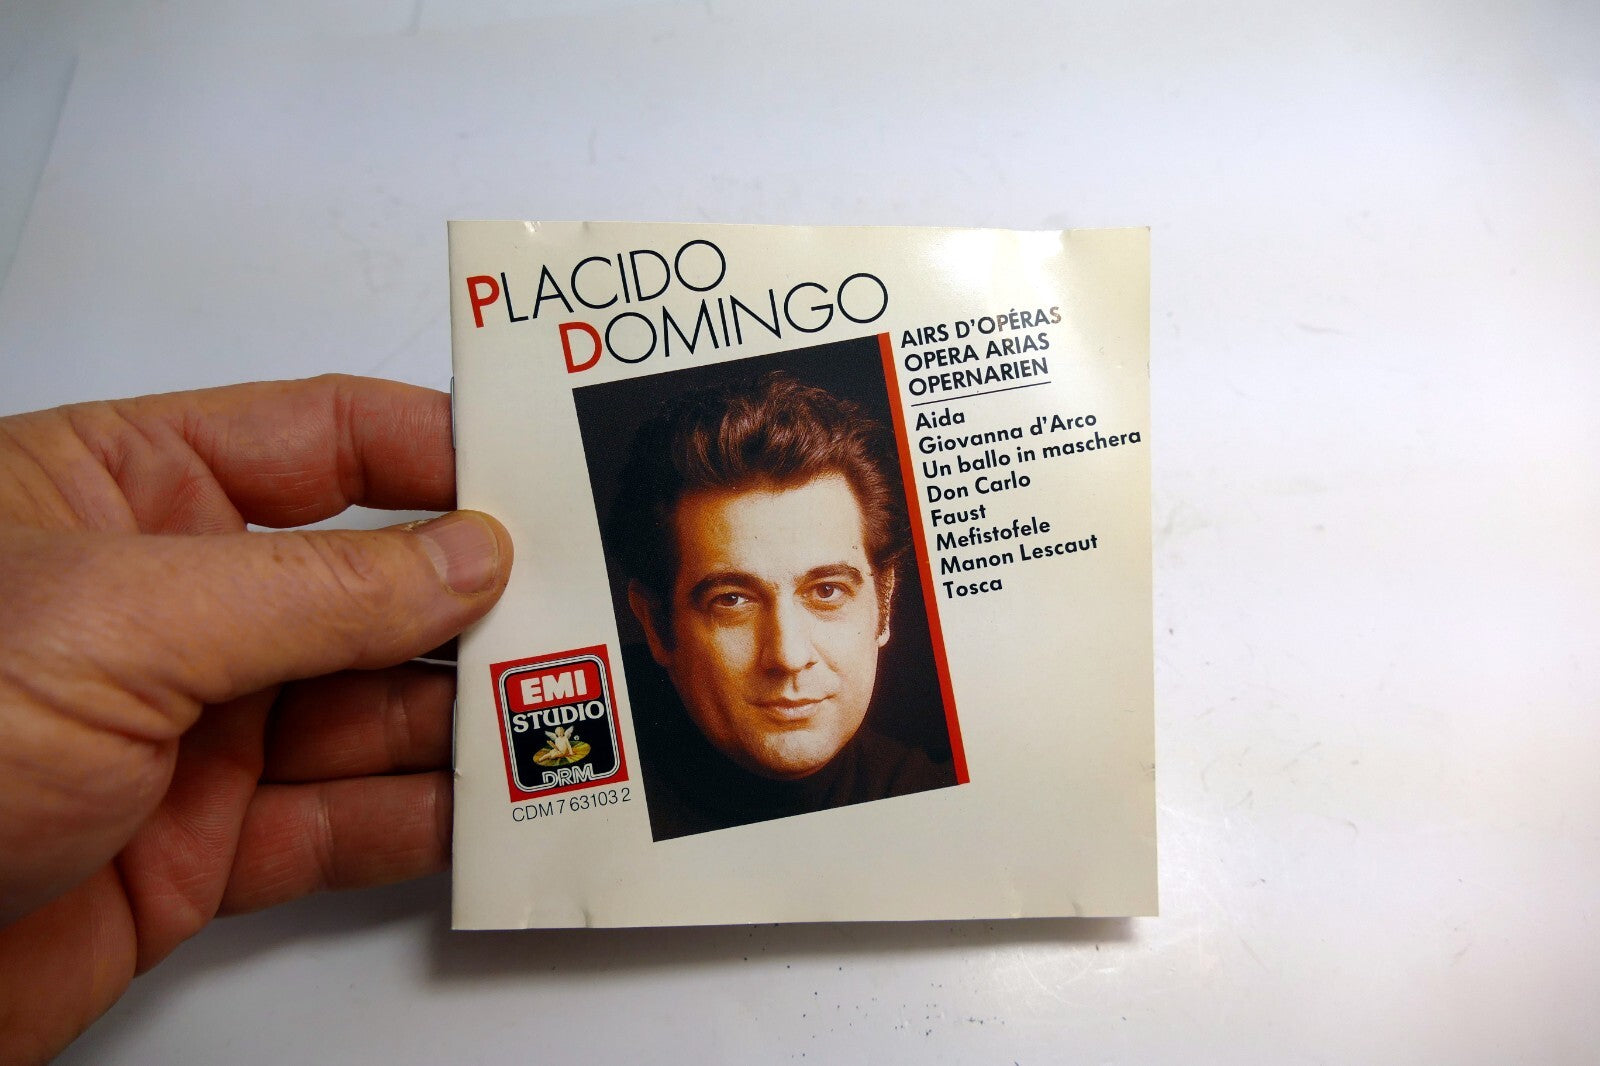 PLACIDO
DOMINGO
AIRS D'OPÉRAS
OPERA ARIAS
OPERNARIEN
Aida
Giovanna d'Arco
Un ballo in maschera
Don Carlo
Faust
Mefistofele
Manon Lescaut
Tosca
EMI
STUDIO
DRM
CDM 7 63103 2